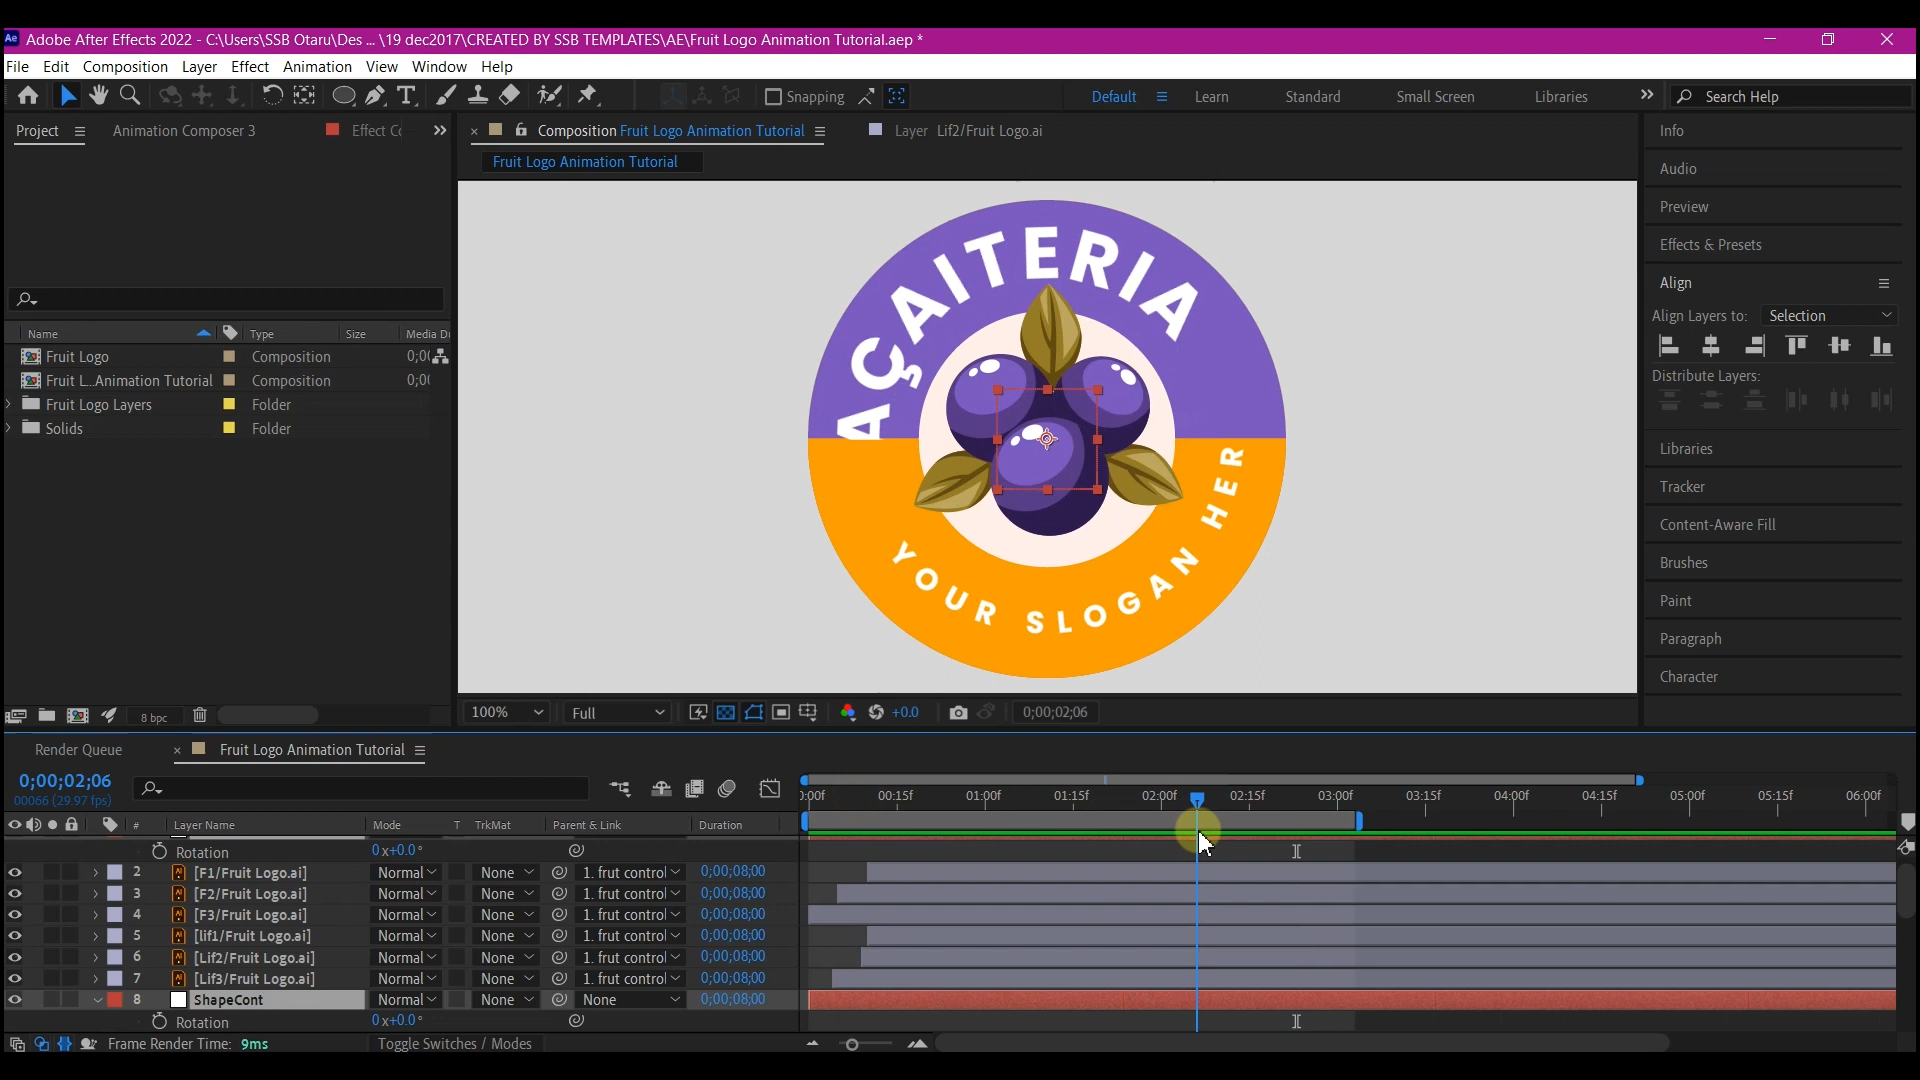 Ae Adobe After Effects 2022 - C:\Users\SSB Otaru\Des ... \19 dec2017\CREATED BY SSB TEMPLATES\AE\Fruit Logo Animation Tutorial.aep *
File Edit Composition Layer Effect Animation View Window Help
Snapping Default Learn Standard Small Screen Libraries Search Help
Project Animation Composer 3 Effect Cc
Composition Fruit Logo Animation Tutorial Layer Lif2/Fruit Logo.ai
Fruit Logo Animation Tutorial
Name Type Size Media Du
Fruit Logo Composition 0;0(
Fruit L...Animation Tutorial Composition 0;0(
Fruit Logo Layers Folder
Solids Folder
8 bpc
AÇAITERIA
YOUR SLOGAN HER
100% Full +0.0 0;00;02;06
Info
Audio
Preview
Effects & Presets
Align
Align Layers to: Selection
Distribute Layers:
Libraries
Tracker
Content-Aware Fill
Brushes
Paint
Paragraph
Character
Render Queue Fruit Logo Animation Tutorial
0;00;02;06
00066 (29.97 fps)
):00f 00:15f 01:00f 01:15f 02:00f 02:15f 03:00f 03:15f 04:00f 04:15f 05:00f 05:15f 06:00f
# Layer Name Mode T TrkMat Parent & Link Duration
Rotation 0x+0.0°
2 [F1/Fruit Logo.ai] Normal None 1. frut control 0;00;08;00
3 [F2/Fruit Logo.ai] Normal None 1. frut control 0;00;08;00
4 [F3/Fruit Logo.ai] Normal None 1. frut control 0;00;08;00
5 [lif1/Fruit Logo.ai] Normal None 1. frut control 0;00;08;00
6 [Lif2/Fruit Logo.ai] Normal None 1. frut control 0;00;08;00
7 [Lif3/Fruit Logo.ai] Normal None 1. frut control 0;00;08;00
8 ShapeCont Normal None None 0;00;08;00
Rotation 0x+0.0°
Frame Render Time: 9ms Toggle Switches / Modes